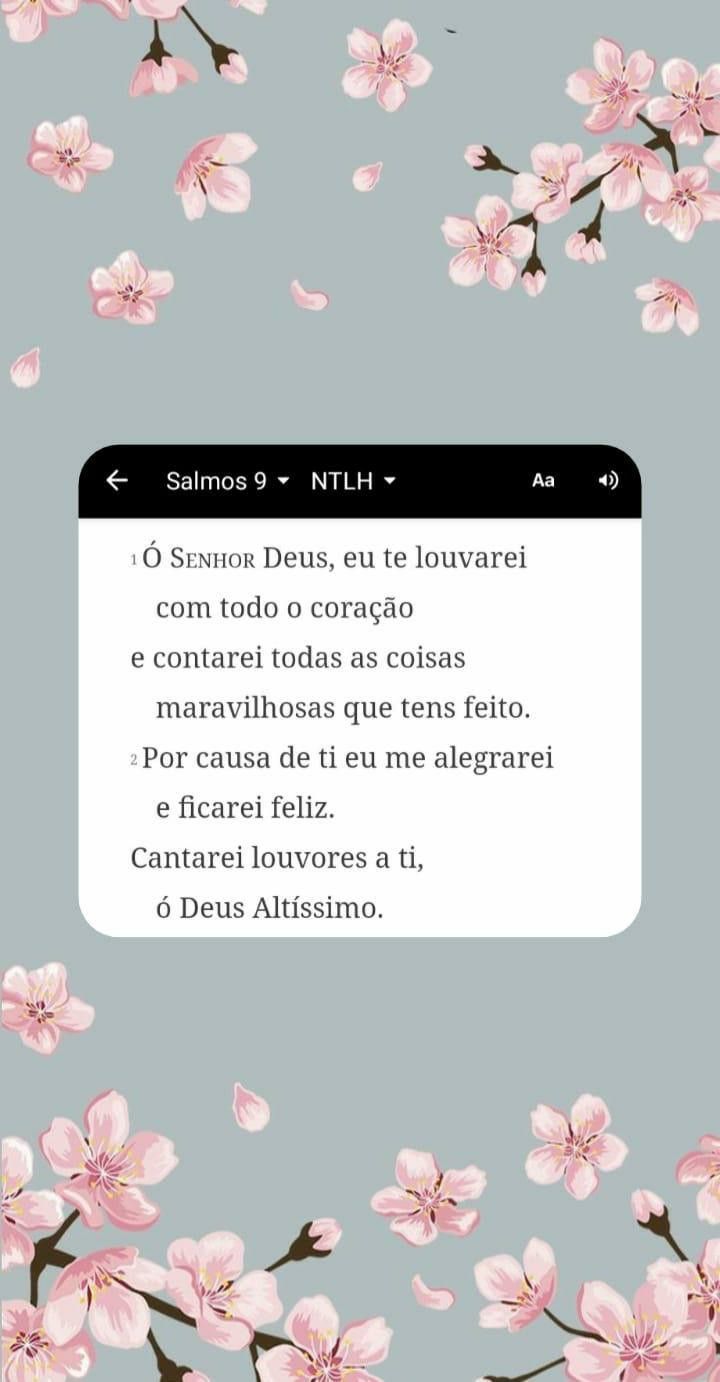 Salmos 9 NTLH Aa
1 Ó SENHOR Deus, eu te louvarei
com todo o coração
e contarei todas as coisas
maravilhosas que tens feito.
2 Por causa de ti eu me alegrarei
e ficarei feliz.
Cantarei louvores a ti,
ó Deus Altíssimo.